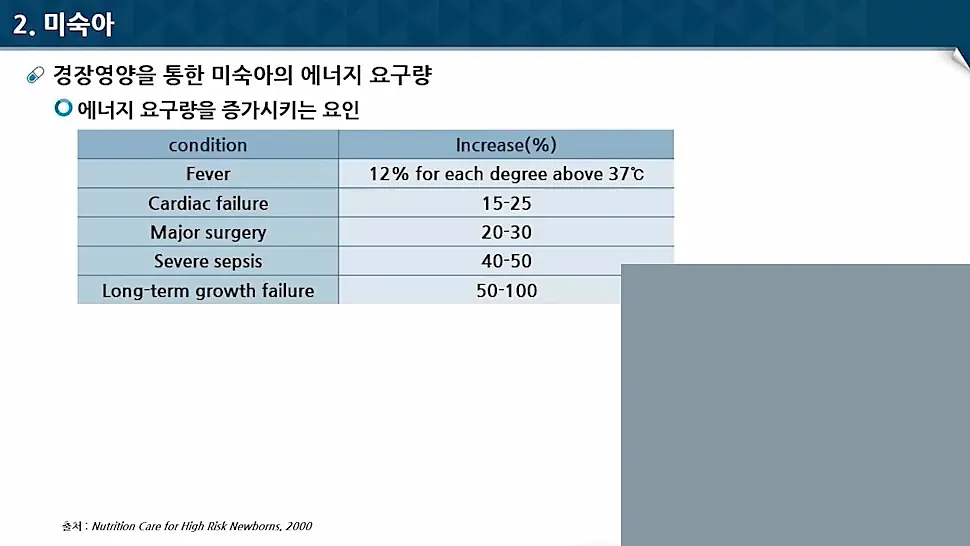 2. 미숙아
경장영양을 통한 미숙아의 에너지 요구량
에너지 요구량을 증가시키는 요인
condition Increase(%)
Fever 12% for each degree above 37℃
Cardiac failure 15-25
Major surgery 20-30
Severe sepsis 40-50
Long-term growth failure 50-100
출처 : Nutrition Care for High Risk Newborns, 2000